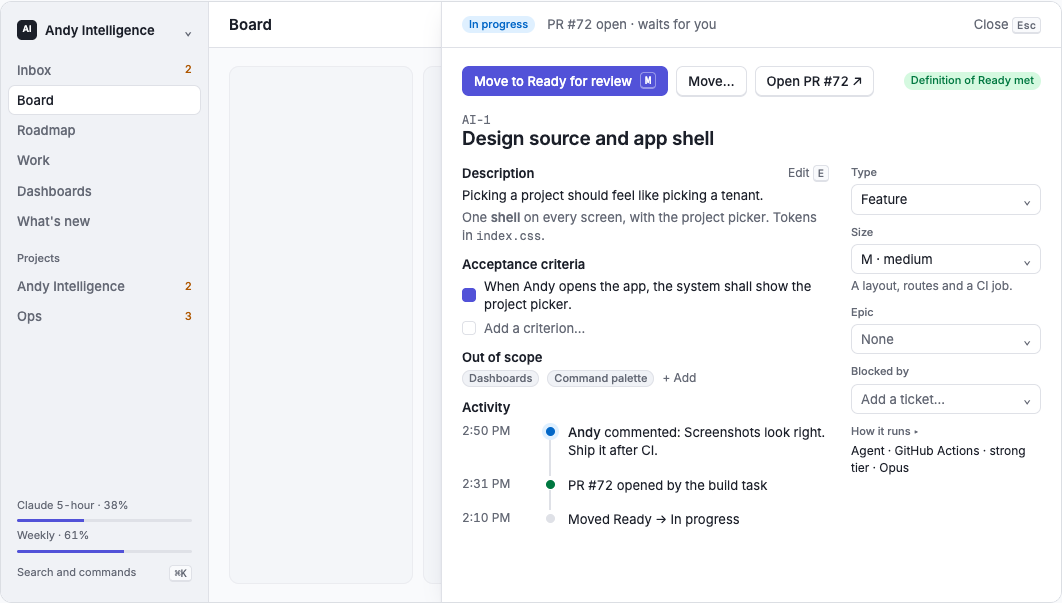 AI Andy Intelligence
Inbox 2
Board
Roadmap
Work
Dashboards
What's new
Projects
Andy Intelligence 2
Ops 3
Claude 5-hour · 38%
Weekly · 61%
Search and commands ⌘K
Board
In progress PR #72 open · waits for you Close Esc
Move to Ready for review M Move... Open PR #72 ↗ Definition of Ready met
AI-1
Design source and app shell
Description Edit E
Picking a project should feel like picking a tenant.
One shell on every screen, with the project picker. Tokens
in index.css.
Acceptance criteria
When Andy opens the app, the system shall show the
project picker.
Add a criterion...
Out of scope
Dashboards Command palette + Add
Activity
2:50 PM Andy commented: Screenshots look right.
Ship it after CI.
2:31 PM PR #72 opened by the build task
2:10 PM Moved Ready → In progress
Type
Feature
Size
M · medium
A layout, routes and a CI job.
Epic
None
Blocked by
Add a ticket...
How it runs
Agent · GitHub Actions · strong
tier · Opus